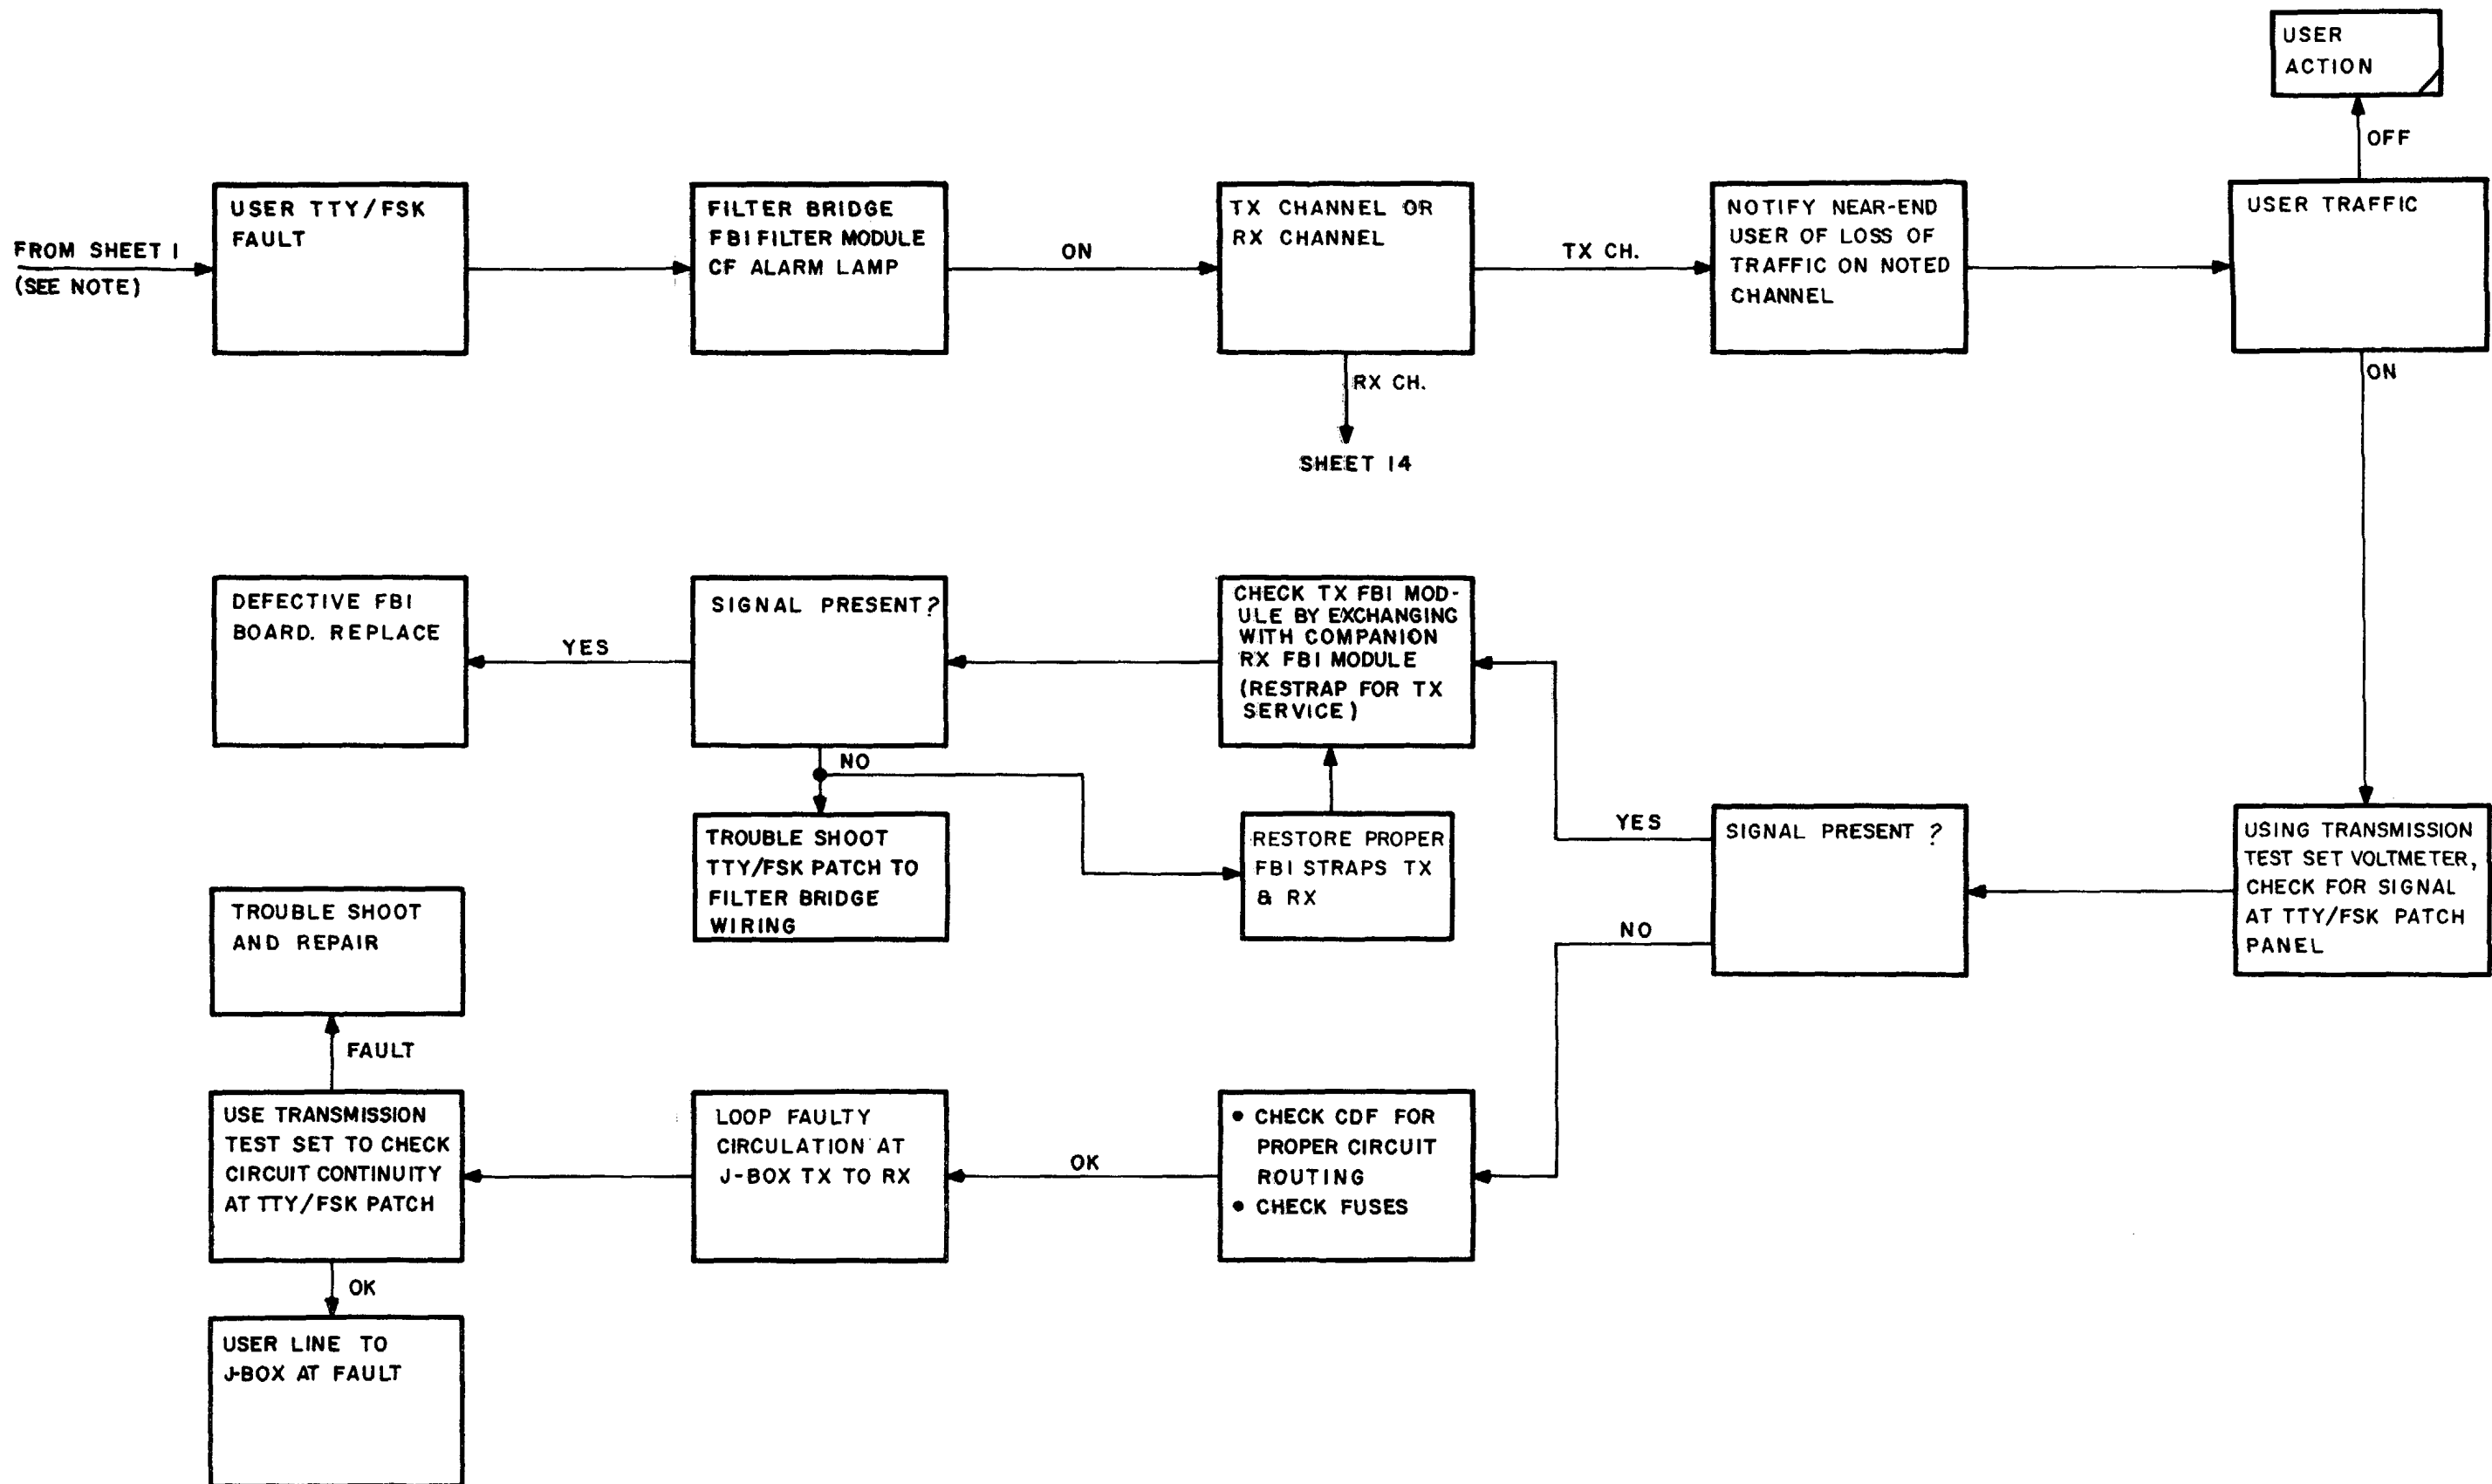 USER
ACTION
OFF
FROM SHEET 1
(SEE NOTE)
USER TTY/FSK
FAULT
FILTER BRIDGE
FBI FILTER MODULE
CF ALARM LAMP
ON
TX CHANNEL OR
RX CHANNEL
TX CH.
NOTIFY NEAR-END
USER OF LOSS OF
TRAFFIC ON NOTED
CHANNEL
USER TRAFFIC
RX CH.
SHEET 14
ON
DEFECTIVE FBI
BOARD. REPLACE
YES
SIGNAL PRESENT?
CHECK TX FBI MOD-
ULE BY EXCHANGING
WITH COMPANION
RX FBI MODULE
(RESTRAP FOR TX
SERVICE)
NO
TROUBLE SHOOT
TTY/FSK PATCH TO
FILTER BRIDGE
WIRING
RESTORE PROPER
FBI STRAPS TX
& RX
YES
NO
SIGNAL PRESENT ?
USING TRANSMISSION
TEST SET VOLTMETER,
CHECK FOR SIGNAL
AT TTY/FSK PATCH
PANEL
TROUBLE SHOOT
AND REPAIR
FAULT
USE TRANSMISSION
TEST SET TO CHECK
CIRCUIT CONTINUITY
AT TTY/FSK PATCH
LOOP FAULTY
CIRCULATION AT
J-BOX TX TO RX
OK
• CHECK CDF FOR
PROPER CIRCUIT
ROUTING
• CHECK FUSES
OK
USER LINE TO
J-BOX AT FAULT